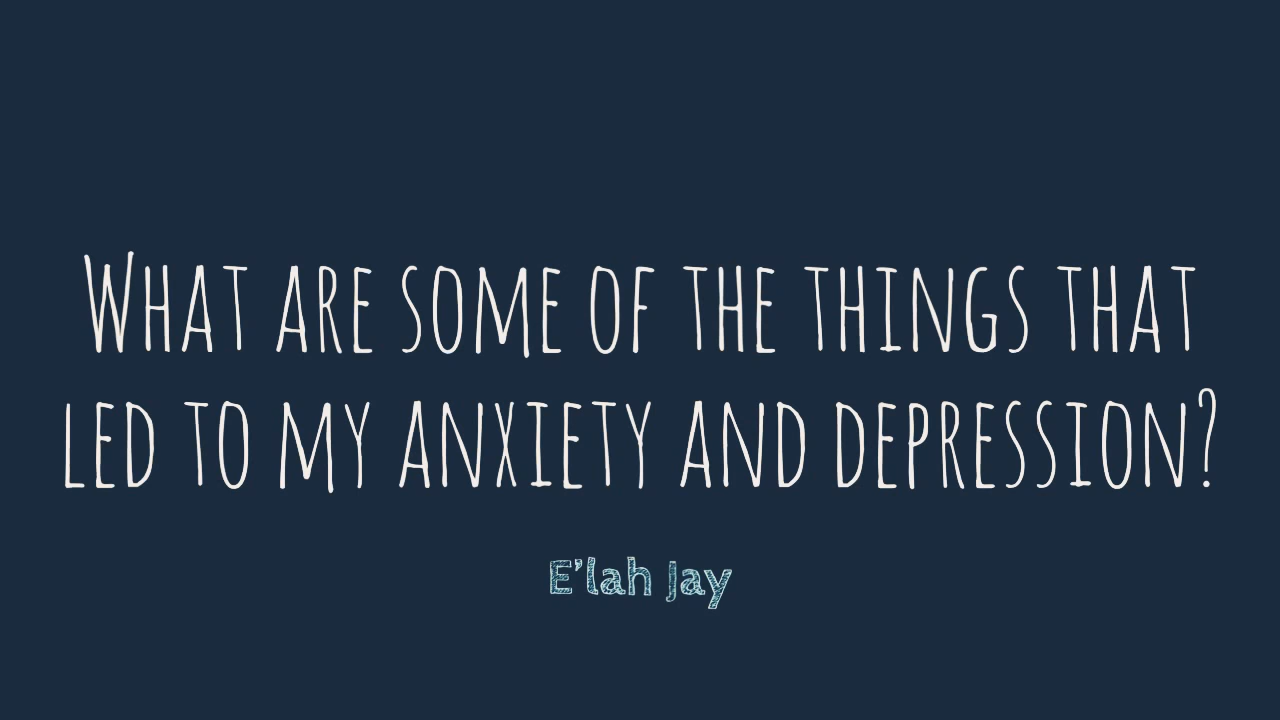 What are some of the things that
led to my anxiety and depression?
E'lah Jay